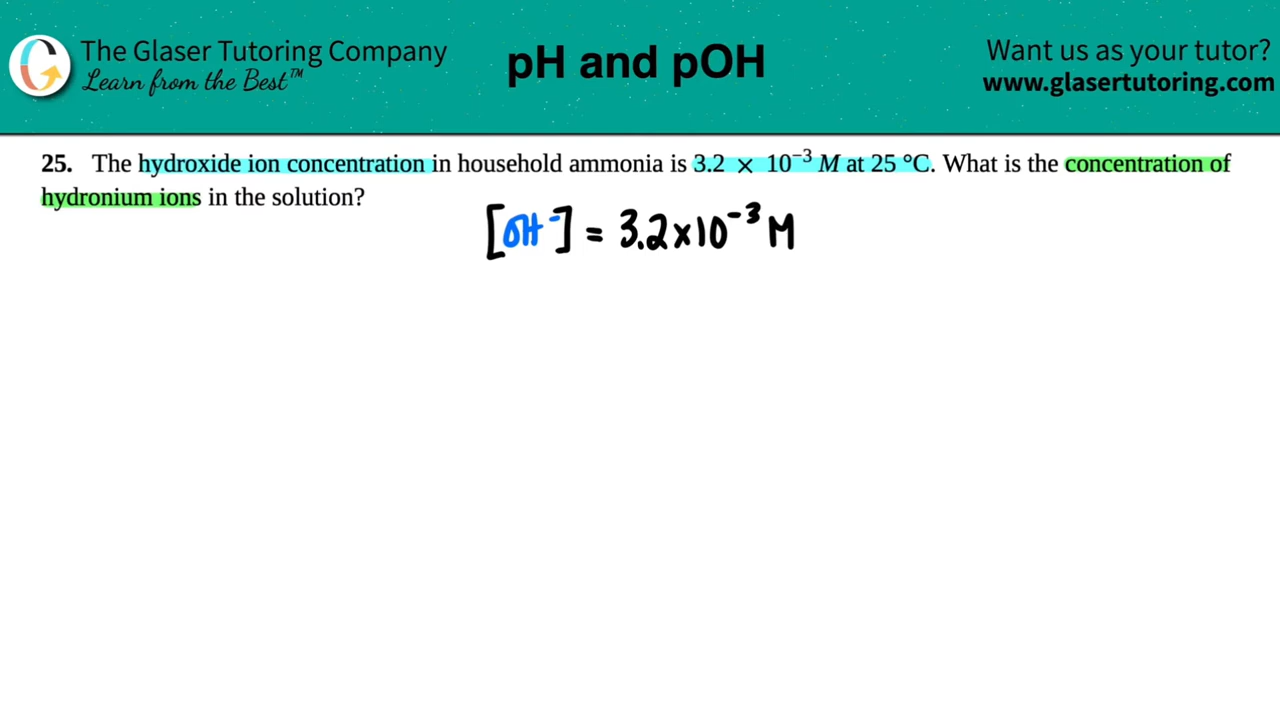 The Glaser Tutoring Company
Learn from the Best™
pH and pOH
Want us as your tutor?
www.glasertutoring.com
25. The hydroxide ion concentration in household ammonia is 3.2 × 10⁻³ M at 25 °C. What is the concentration of
hydronium ions in the solution?
[OH⁻] = 3.2×10⁻³ M